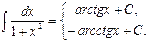 ∫ dx / (1 + x²) = { arctgx + C,
−arcctgx + C.